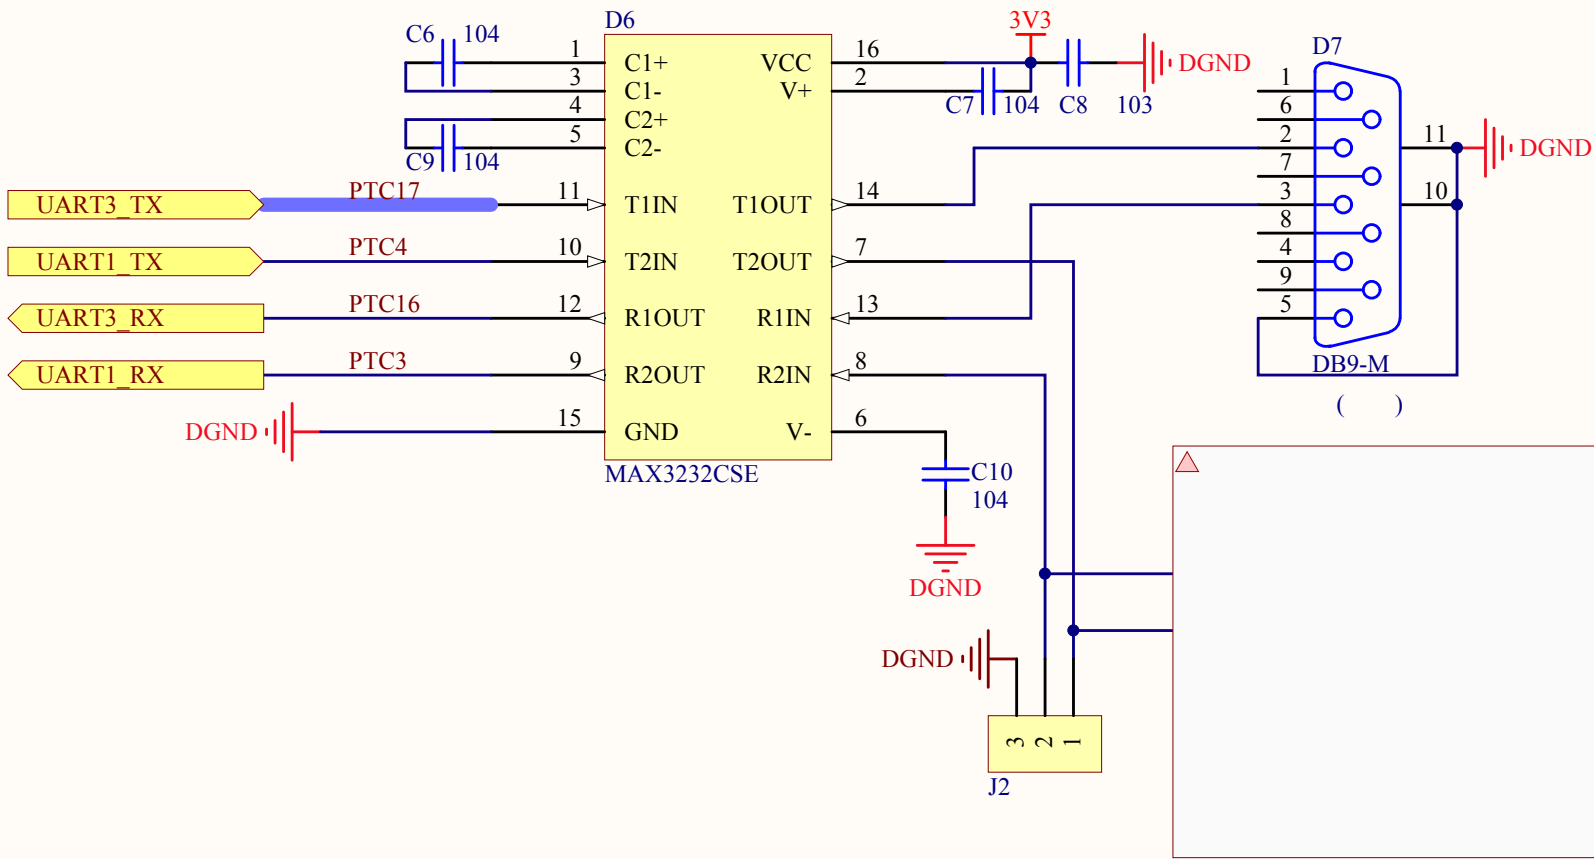 D6
C6 104
1 C1+
3 C1-
4 C2+
5 C2-
C9 104
VCC 16
V+ 2
3V3
C7 104 C8 103
DGND
D7
1
6
2
7
3
8
4
9
5
11 DGND
10
DB9-M
( )
UART3_TX PTC17 11 T1IN T1OUT 14
UART1_TX PTC4 10 T2IN T2OUT 7
UART3_RX PTC16 12 R1OUT R1IN 13
UART1_RX PTC3 9 R2OUT R2IN 8
DGND 15 GND V- 6
MAX3232CSE
C10
104
DGND
DGND
3 2 1
J2